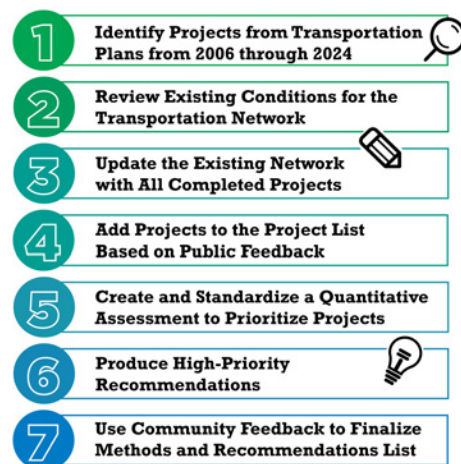 1
Identify Projects from Transportation
Plans from 2006 through 2024
2
Review Existing Conditions for the
Transportation Network
3
Update the Existing Network
with All Completed Projects
4
Add Projects to the Project List
Based on Public Feedback
5
Create and Standardize a Quantitative
Assessment to Prioritize Projects
6
Produce High-Priority
Recommendations
7
Use Community Feedback to Finalize
Methods and Recommendations List